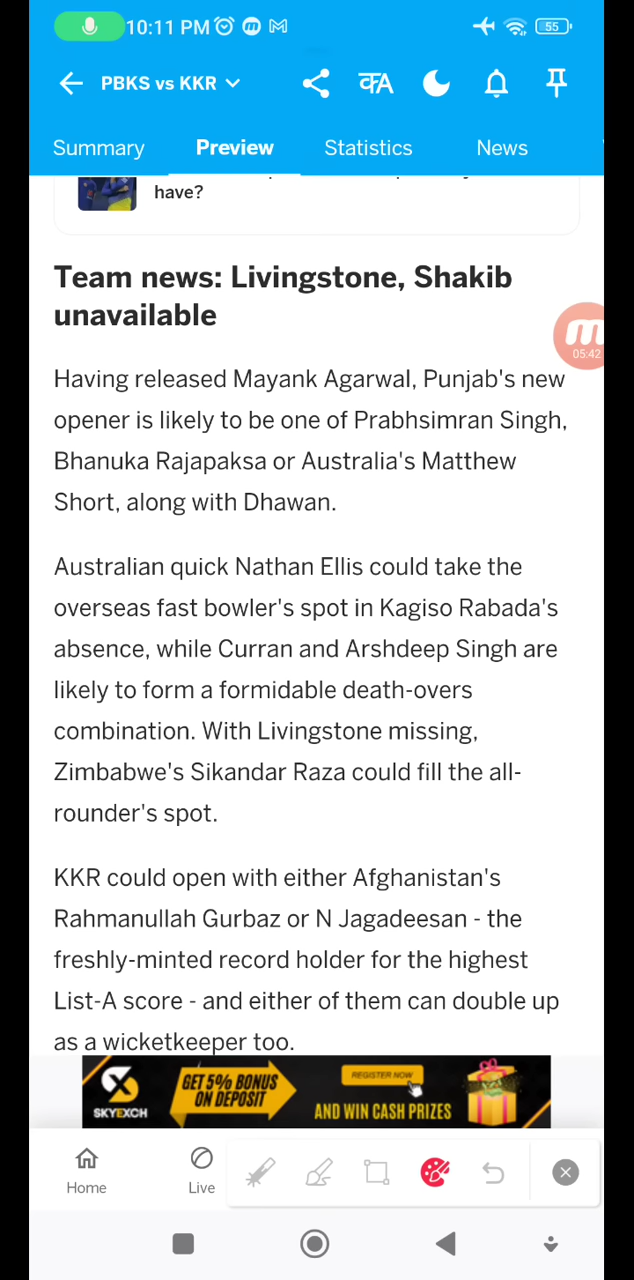 10:11 PM
55
PBKS vs KKR
Summary
Preview
Statistics
News
have?
Team news: Livingstone, Shakib
unavailable
05:42
Having released Mayank Agarwal, Punjab's new
opener is likely to be one of Prabhsimran Singh,
Bhanuka Rajapaksa or Australia's Matthew
Short, along with Dhawan.
Australian quick Nathan Ellis could take the
overseas fast bowler's spot in Kagiso Rabada's
absence, while Curran and Arshdeep Singh are
likely to form a formidable death-overs
combination. With Livingstone missing,
Zimbabwe's Sikandar Raza could fill the all-
rounder's spot.
KKR could open with either Afghanistan's
Rahmanullah Gurbaz or N Jagadeesan - the
freshly-minted record holder for the highest
List-A score - and either of them can double up
as a wicketkeeper too.
SKYEXCH
GET 5% BONUS
ON DEPOSIT
REGISTER NOW
AND WIN CASH PRIZES
Home
Live